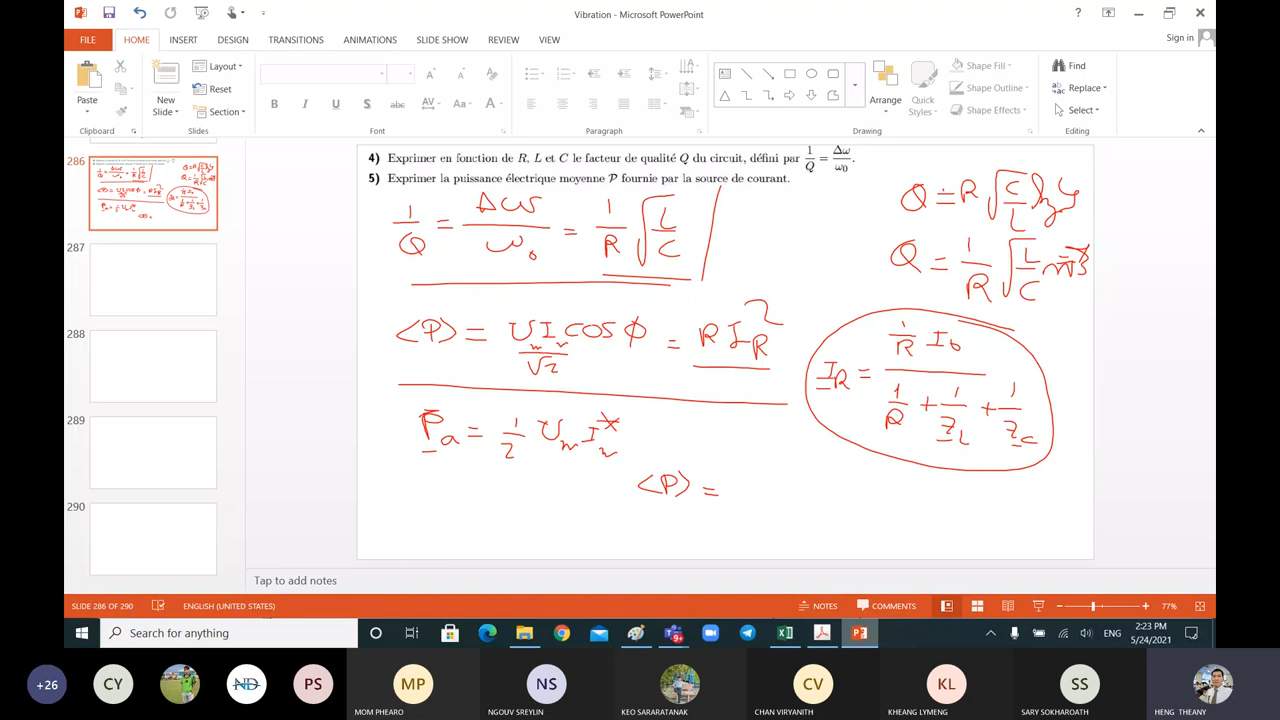 Vibration - Microsoft PowerPoint
Sign in
FILE HOME INSERT DESIGN TRANSITIONS ANIMATIONS SLIDE SHOW REVIEW VIEW
Paste
New Slide
Layout
Reset
Section
Arrange
Quick Styles
Shape Fill
Shape Outline
Shape Effects
Find
Replace
Select
Clipboard Slides Font Paragraph Drawing Editing
286
287
288
289
290
4) Exprimer en fonction de R, L et C le facteur de qualité Q du circuit, défini par 1/Q = Δω/ω0.
5) Exprimer la puissance électrique moyenne P fournie par la source de courant.
1/Q = Δω/ω0 = 1/R √(L/C)
Q = R √(C/L)
Q = 1/R √(L/C)
<P> = UmIm/√2 cos ϕ = R I_R²
I_R = (1/R I0) / (1/R + 1/Z_L + 1/Z_C)
P_a = 1/2 Um Im*
<P> =
Tap to add notes
SLIDE 286 OF 290 ENGLISH (UNITED STATES) NOTES COMMENTS 77%
Search for anything
9+
ENG
2:23 PM
5/24/2021
+26 CY ND PS MP NS CV KL SS
MOM PHEARO NGOUV SREYLIN KEO SARARATANAK CHAN VIRYANITH KHEANG LYMENG SARY SOKHAROATH HENG THEANY